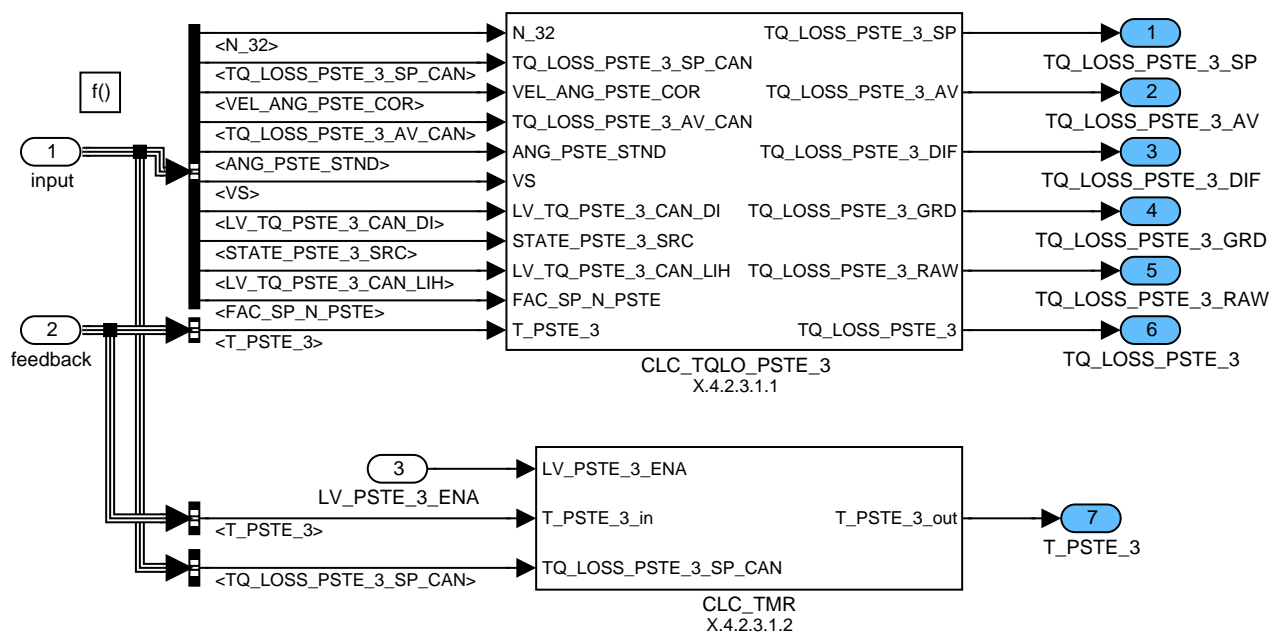 f()
1
input
2
feedback
<N_32>
<TQ_LOSS_PSTE_3_SP_CAN>
<VEL_ANG_PSTE_COR>
<TQ_LOSS_PSTE_3_AV_CAN>
<ANG_PSTE_STND>
<VS>
<LV_TQ_PSTE_3_CAN_DI>
<STATE_PSTE_3_SRC>
<LV_TQ_PSTE_3_CAN_LIH>
<FAC_SP_N_PSTE>
<T_PSTE_3>
N_32
TQ_LOSS_PSTE_3_SP_CAN
VEL_ANG_PSTE_COR
TQ_LOSS_PSTE_3_AV_CAN
ANG_PSTE_STND
VS
LV_TQ_PSTE_3_CAN_DI
STATE_PSTE_3_SRC
LV_TQ_PSTE_3_CAN_LIH
FAC_SP_N_PSTE
T_PSTE_3
TQ_LOSS_PSTE_3_SP
TQ_LOSS_PSTE_3_AV
TQ_LOSS_PSTE_3_DIF
TQ_LOSS_PSTE_3_GRD
TQ_LOSS_PSTE_3_RAW
TQ_LOSS_PSTE_3
CLC_TQLO_PSTE_3
X.4.2.3.1.1
1
TQ_LOSS_PSTE_3_SP
2
TQ_LOSS_PSTE_3_AV
3
TQ_LOSS_PSTE_3_DIF
4
TQ_LOSS_PSTE_3_GRD
5
TQ_LOSS_PSTE_3_RAW
6
TQ_LOSS_PSTE_3
3
LV_PSTE_3_ENA
<T_PSTE_3>
<TQ_LOSS_PSTE_3_SP_CAN>
LV_PSTE_3_ENA
T_PSTE_3_in
TQ_LOSS_PSTE_3_SP_CAN
T_PSTE_3_out
CLC_TMR
X.4.2.3.1.2
7
T_PSTE_3